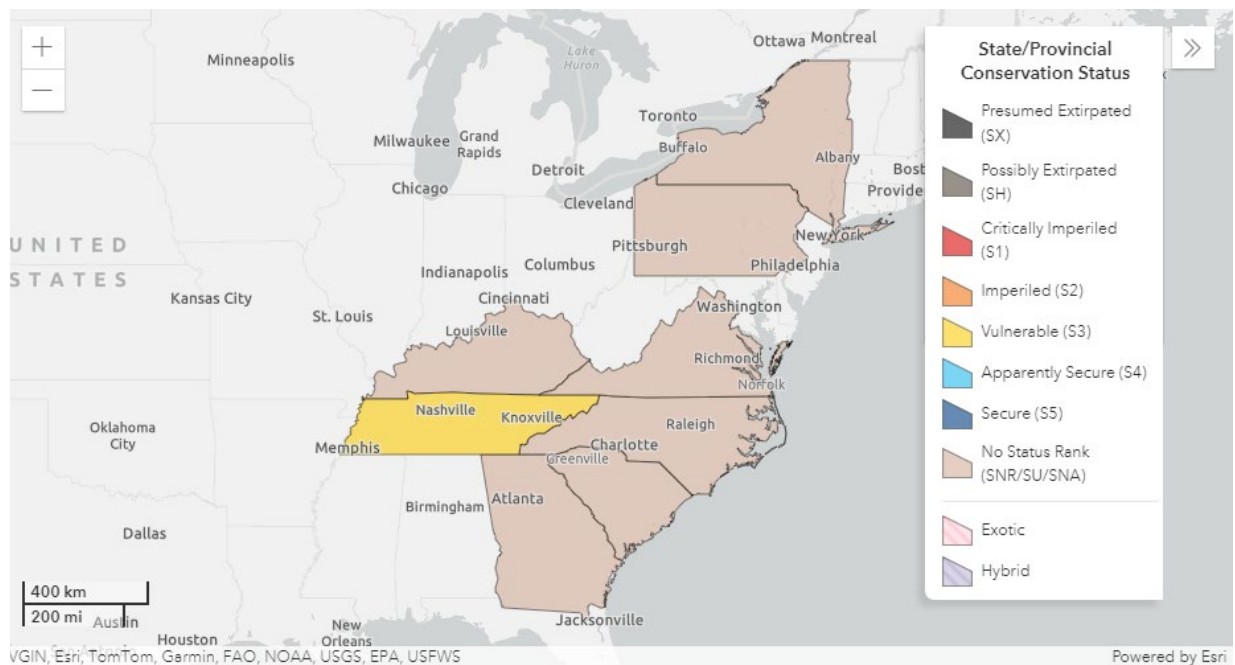 +
−
Minneapolis
Lake
Huron
Ottawa
Montreal
Toronto
Milwaukee
Grand
Rapids
Buffalo
Albany
Detroit
Bost
Chicago
Provide
Cleveland
UNITED
STATES
New York
Pittsburgh
Philadelphia
Indianapolis
Columbus
Kansas City
Cincinnati
Washington
St. Louis
Louisville
Richmond
Norfolk
Nashville
Knoxville
Raleigh
Oklahoma
City
Memphis
Charlotte
Greenville
Birmingham
Atlanta
Dallas
400 km
200 mi
Austin
Jacksonville
New
Orleans
Houston
San Antonio
State/Provincial
Conservation Status
Presumed Extirpated
(SX)
Possibly Extirpated
(SH)
Critically Imperiled
(S1)
Imperiled (S2)
Vulnerable (S3)
Apparently Secure (S4)
Secure (S5)
No Status Rank
(SNR/SU/SNA)
Exotic
Hybrid
VGIN, Esri, TomTom, Garmin, FAO, NOAA, USGS, EPA, USFWS
Powered by Esri